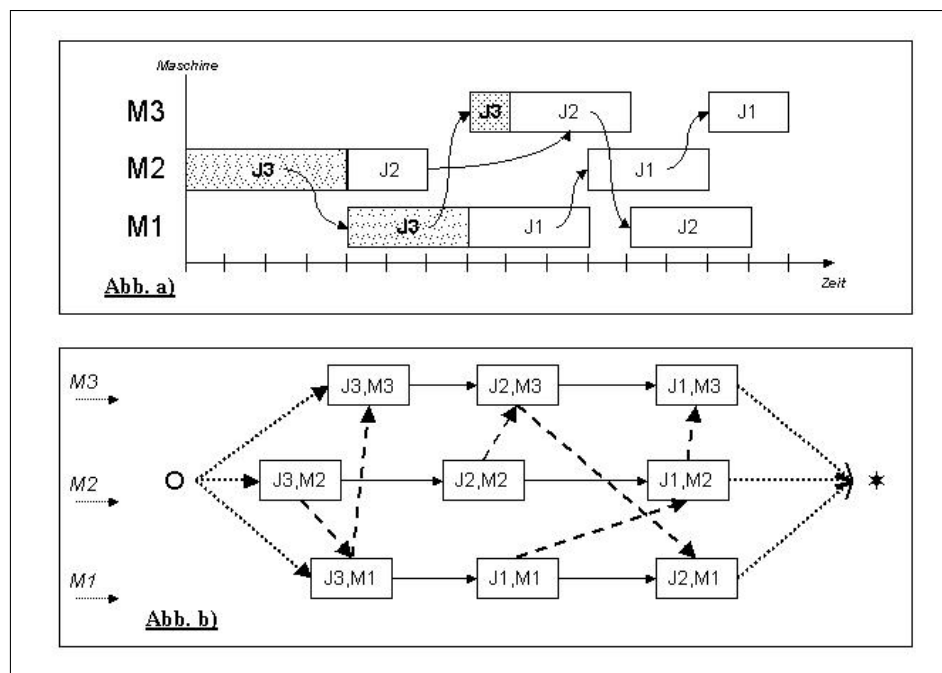 Maschine
M3
J3
J2
J1
M2
J3
J2
J1
M1
J3
J1
J2
Abb. a)
Zeit
M3
J3,M3
J2,M3
J1,M3
M2
J3,M2
J2,M2
J1,M2
M1
J3,M1
J1,M1
J2,M1
Abb. b)